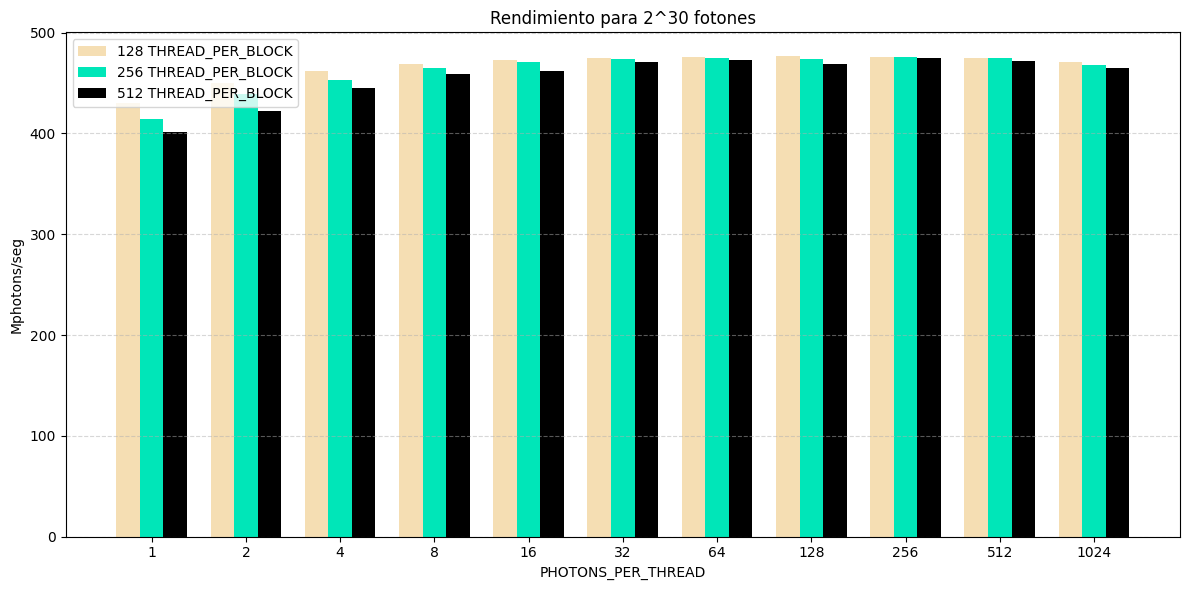 Rendimiento para 2^30 fotones
128 THREAD_PER_BLOCK
256 THREAD_PER_BLOCK
512 THREAD_PER_BLOCK
500
400
300
200
100
0
Mphotons/seg
1 2 4 8 16 32 64 128 256 512 1024
PHOTONS_PER_THREAD